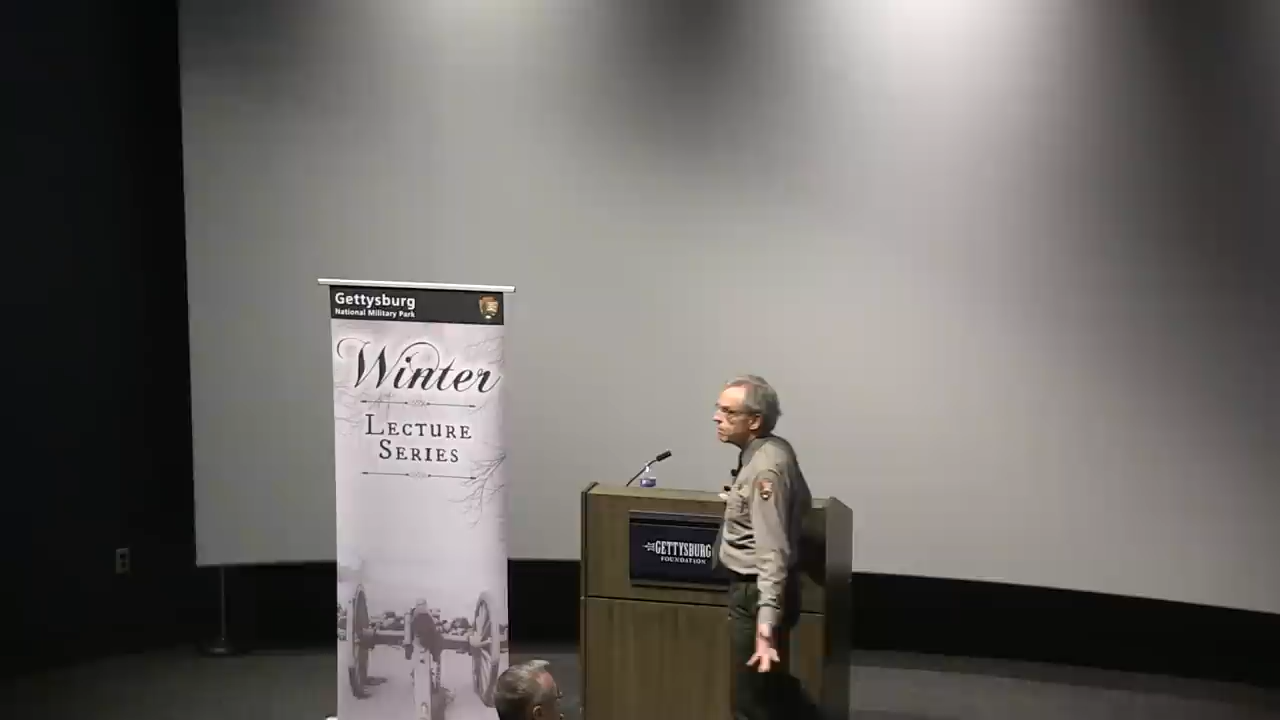 Gettysburg
National Military Park
Winter
LECTURE
SERIES
GETTYSBURG
FOUNDATION